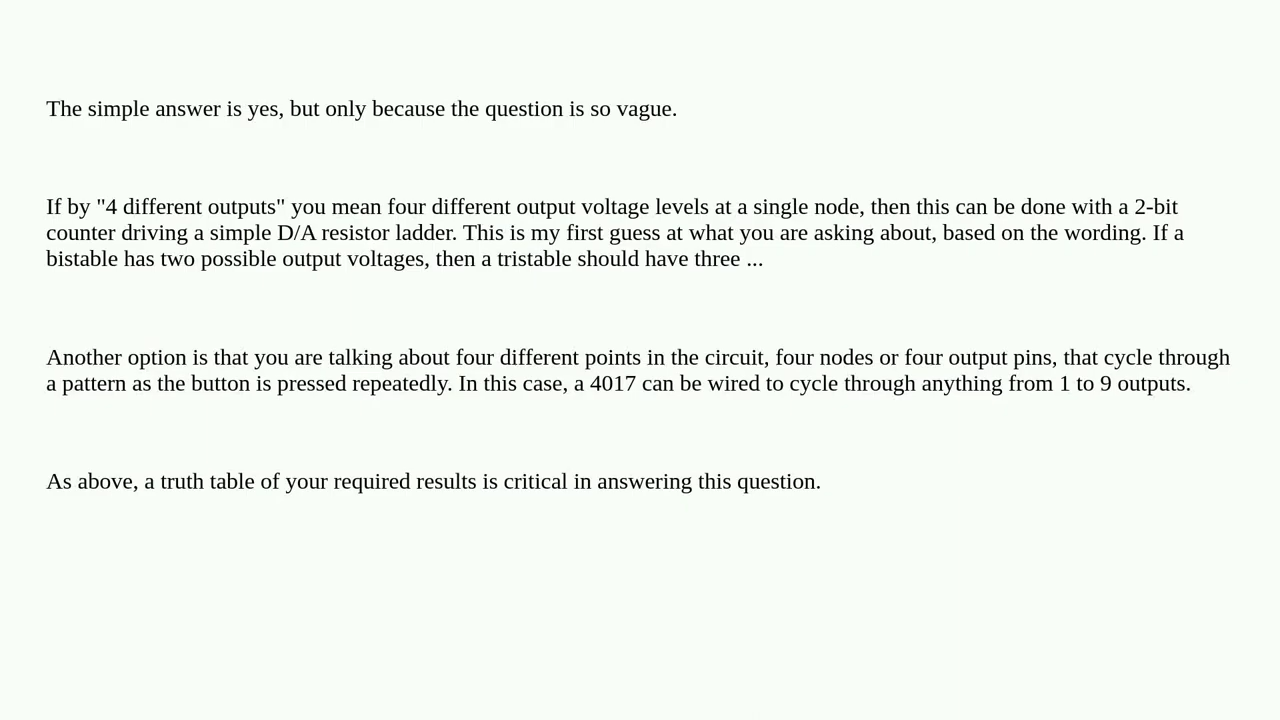 The simple answer is yes, but only because the question is so vague.
If by "4 different outputs" you mean four different output voltage levels at a single node, then this can be done with a 2-bit
counter driving a simple D/A resistor ladder. This is my first guess at what you are asking about, based on the wording. If a
bistable has two possible output voltages, then a tristable should have three ...
Another option is that you are talking about four different points in the circuit, four nodes or four output pins, that cycle through
a pattern as the button is pressed repeatedly. In this case, a 4017 can be wired to cycle through anything from 1 to 9 outputs.
As above, a truth table of your required results is critical in answering this question.